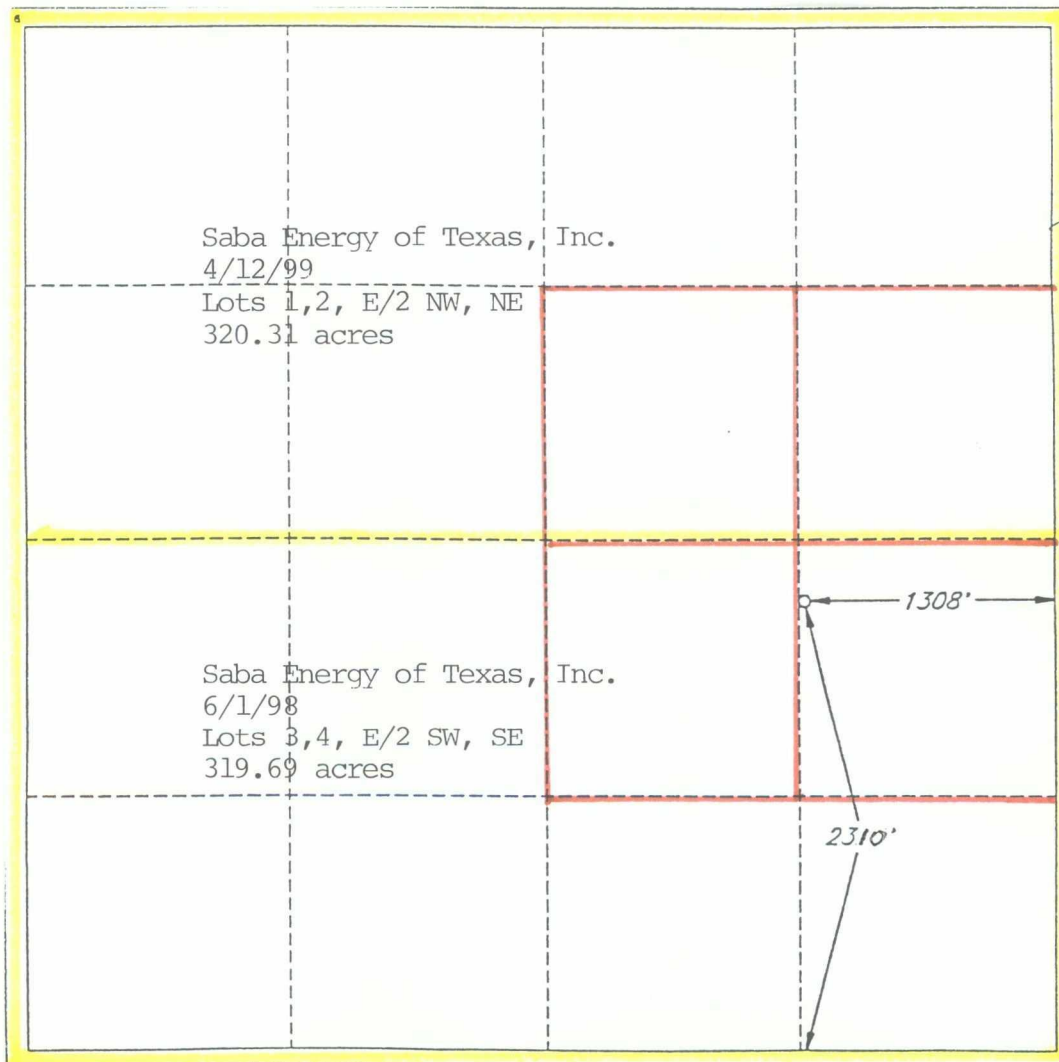 Saba Energy of Texas, Inc.
4/12/99
Lots 1,2, E/2 NW, NE
320.31 acres
1308'
Saba Energy of Texas, Inc.
6/1/98
Lots 3,4, E/2 SW, SE
319.69 acres
2310'